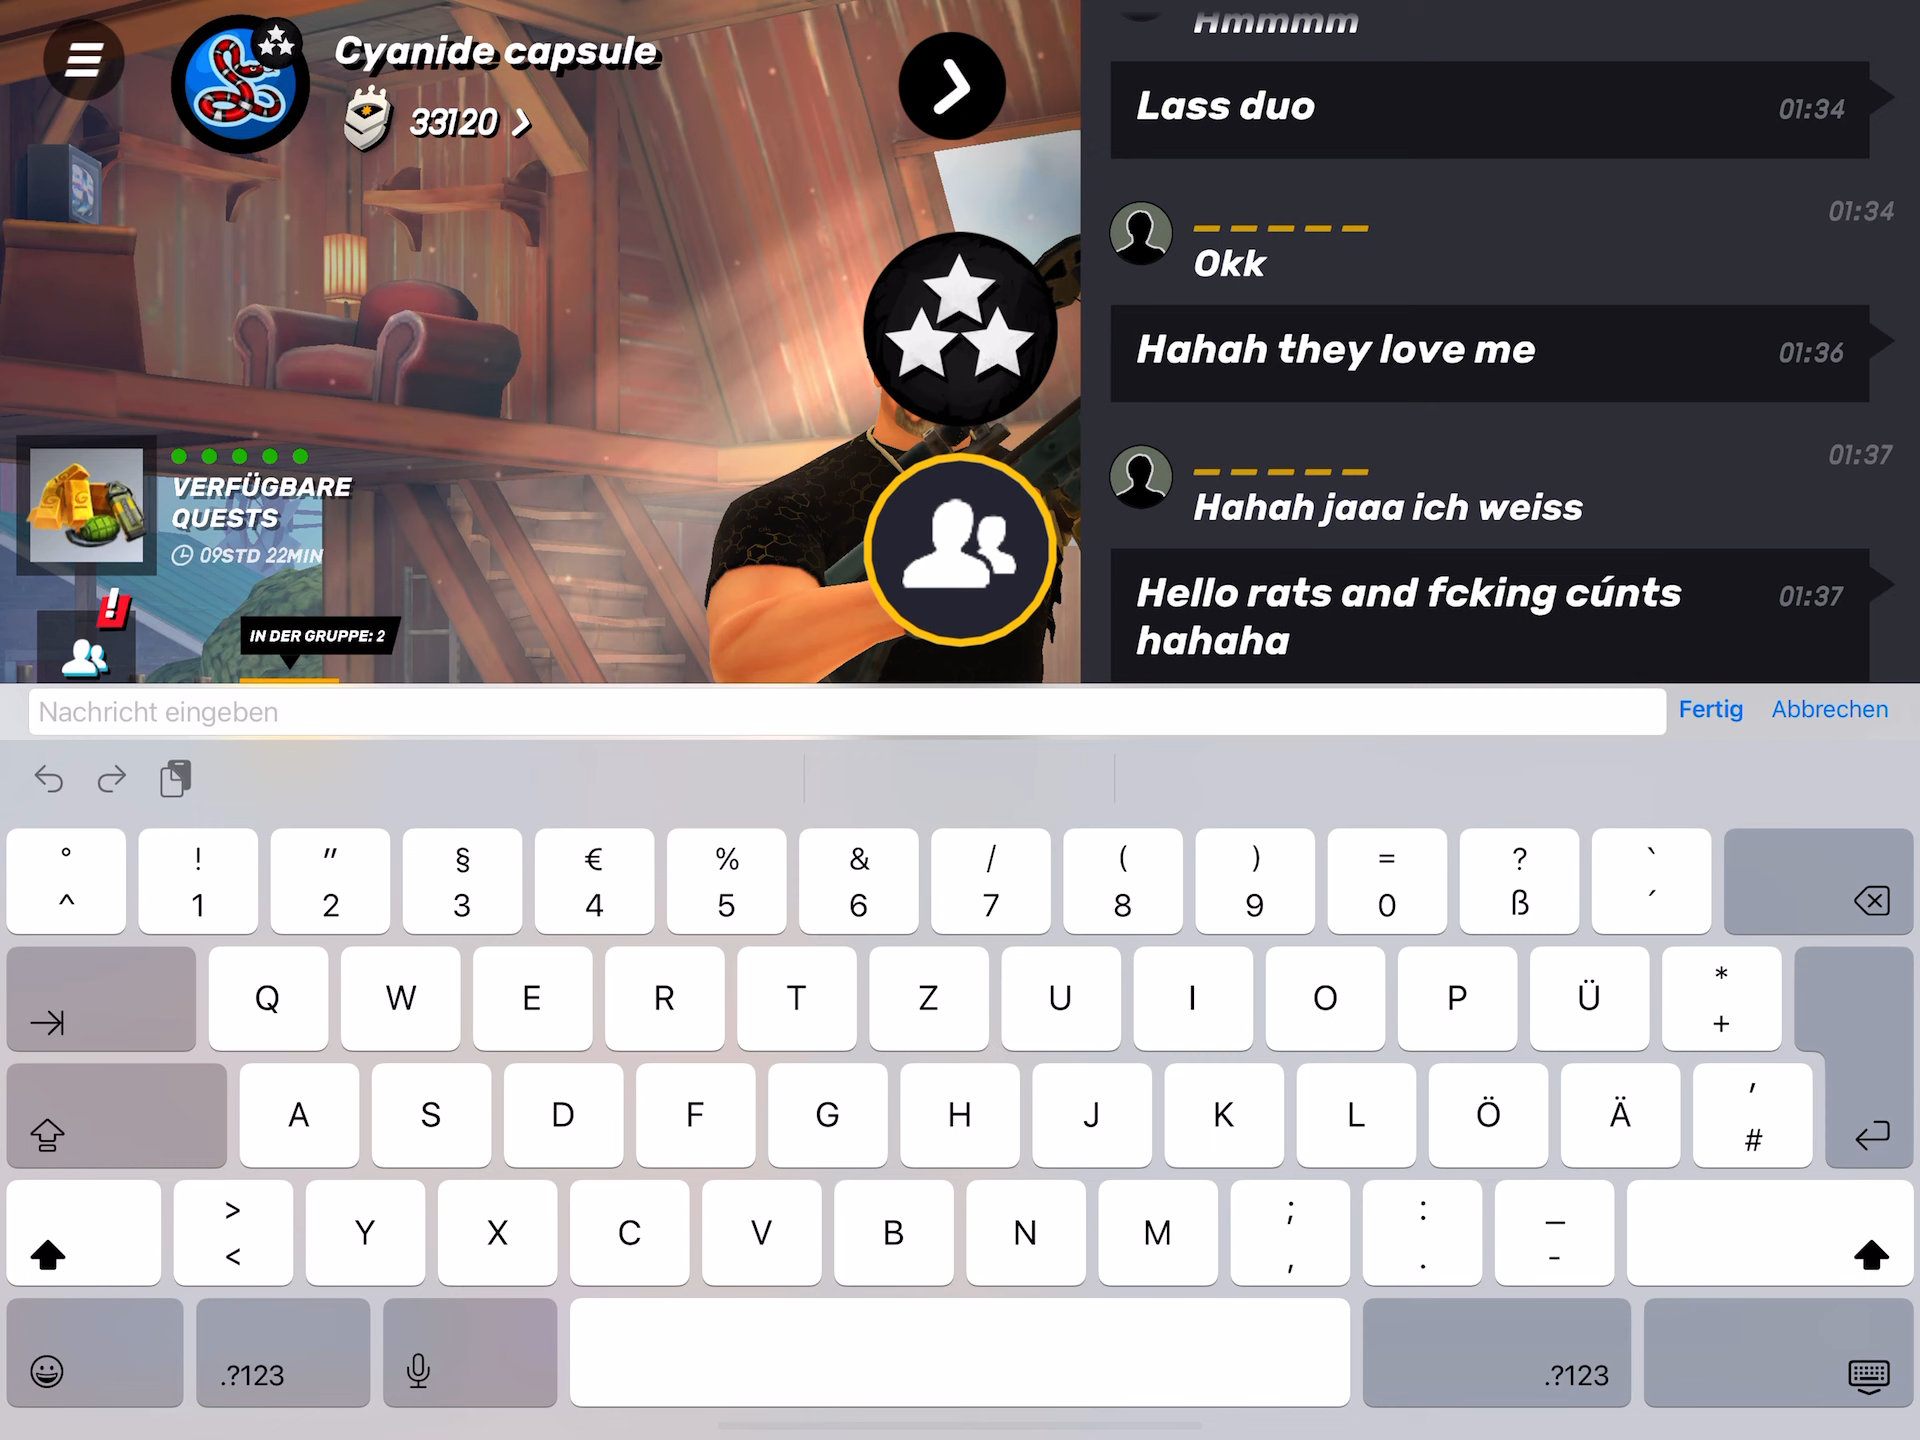 Cyanide capsule
33120
Hmmmm
Lass duo
01:34
01:34
_ _ _ _ _
Okk
Hahah they love me
01:36
01:37
_ _ _ _ _
Hahah jaaa ich weiss
Hello rats and fcking cúnts
hahaha
01:37
VERFÜGBARE
QUESTS
09STD 22MIN
!
IN DER GRUPPE: 2
Nachricht eingeben
Fertig
Abbrechen
° ! " § € % & / ( ) = ? `
^ 1 2 3 4 5 6 7 8 9 0 ß ´
Q W E R T Z U I O P Ü * +
A S D F G H J K L Ö Ä ' #
> < Y X C V B N M ; , : . _ -
.?123
.?123